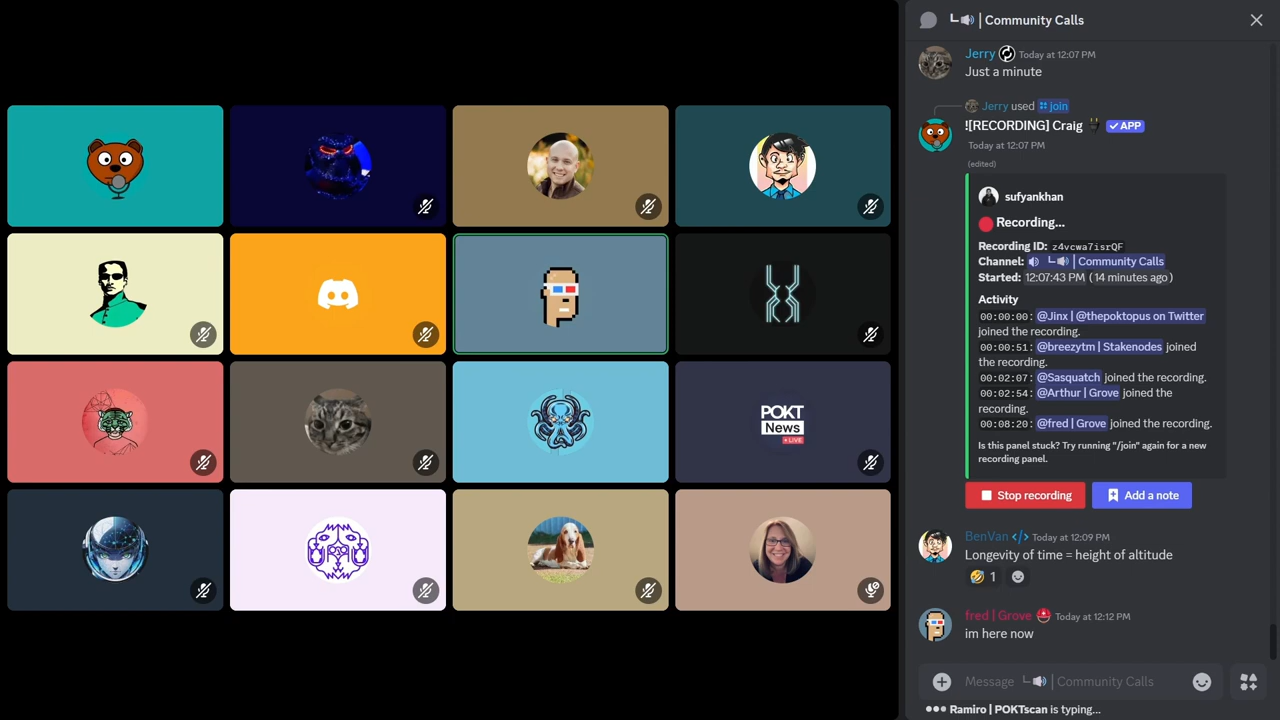 POKT
News
LIVE
Community Calls
Jerry Today at 12:07 PM
Just a minute
Jerry used join
![RECORDING] Craig APP
Today at 12:07 PM
(edited)
sufyankhan
Recording...
Recording ID: z4vcwa7isrQF
Channel: Community Calls
Started: 12:07:43 PM (14 minutes ago)
Activity
00:00:00: @Jinx | @thepoktopus on Twitter
joined the recording.
00:00:51: @breezytm | Stakenodes joined
the recording.
00:02:07: @Sasquatch joined the recording.
00:02:54: @Arthur | Grove joined the
recording.
00:08:20: @fred | Grove joined the recording.
Is this panel stuck? Try running "/join" again for a new
recording panel.
Stop recording Add a note
BenVan </> Today at 12:09 PM
Longevity of time = height of altitude
1
fred | Grove Today at 12:12 PM
im here now
Message Community Calls
Ramiro | POKTscan is typing...